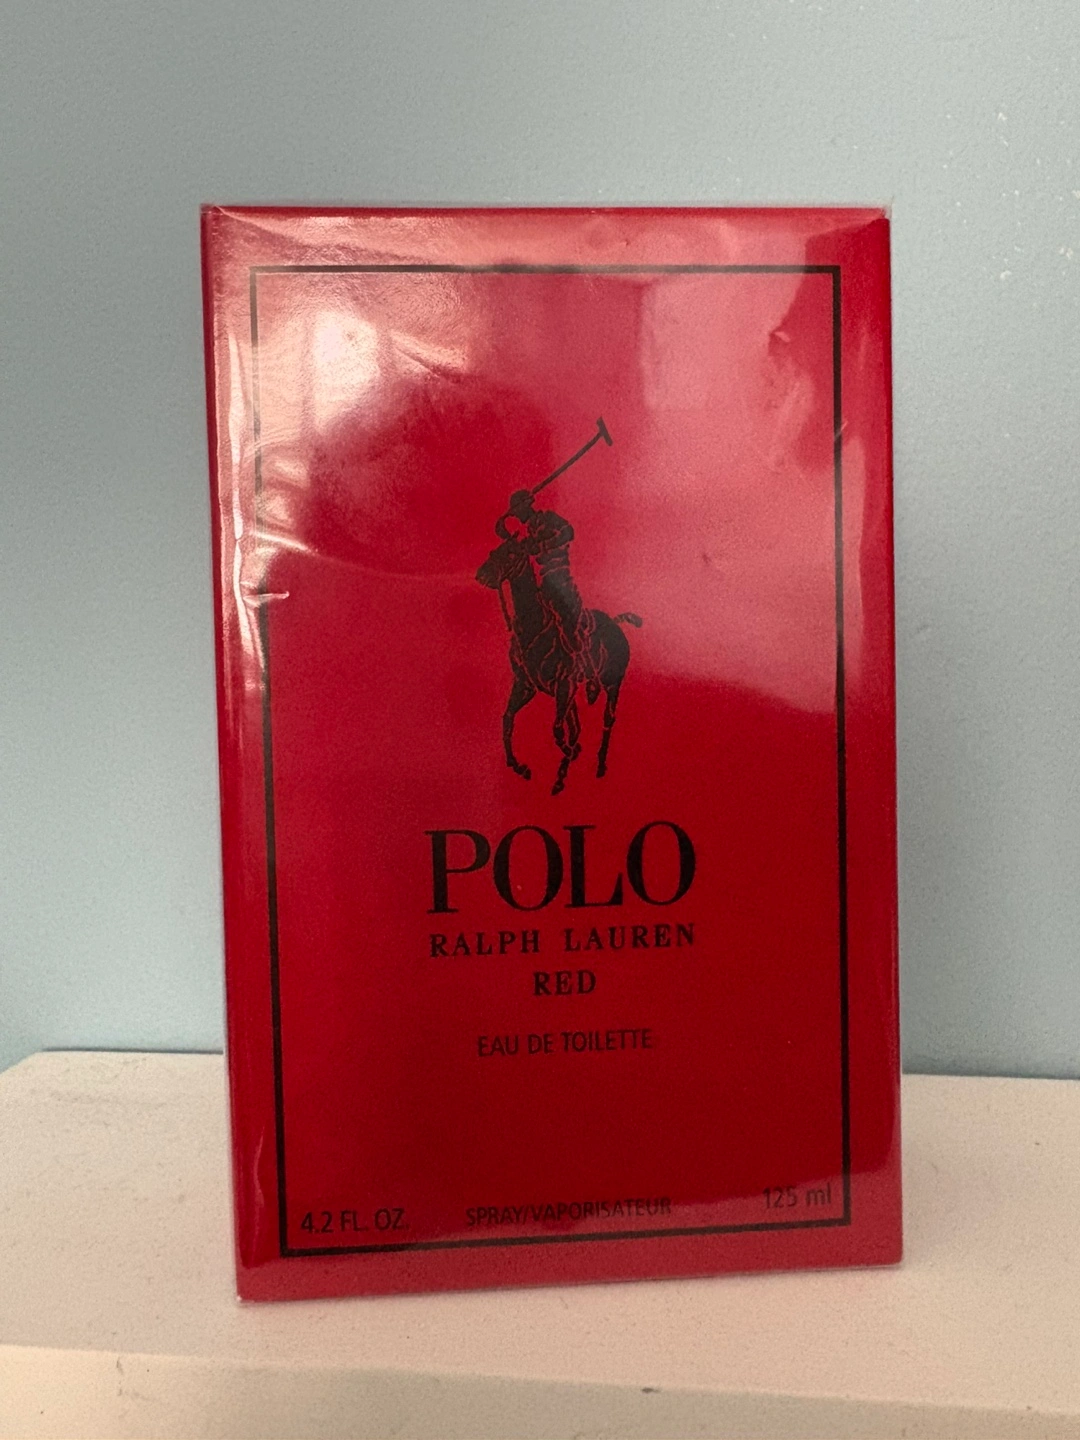 POLO
RALPH LAUREN
RED
EAU DE TOILETTE
4.2 FL. OZ. SPRAY/VAPORISATEUR 125 ml